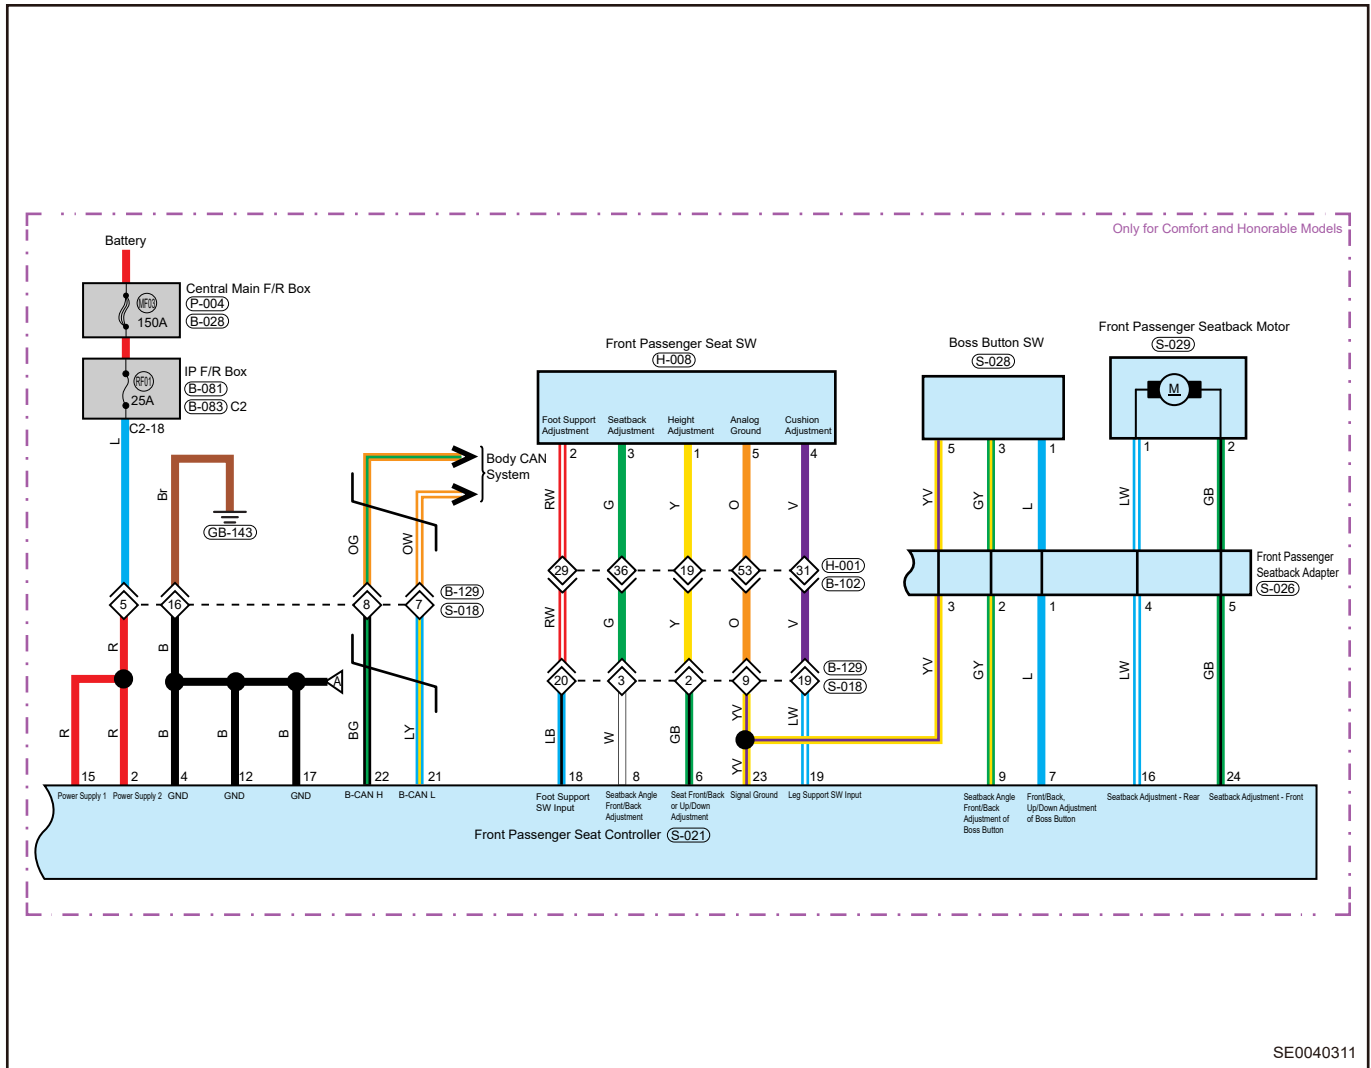 Only for Comfort and Honorable Models
Battery
Central Main F/R Box
P-004
B-028
MF03
150A
IP F/R Box
B-081
B-083 C2
RF01
25A
C2-18
L
Br
GB-143
Body CAN
System
OG
OW
5
16
8
7
B-129
S-018
R
B
A
R
R
B
B
B
BG
LY
15
2
4
12
17
22
21
Power Supply 1
Power Supply 2
GND
GND
GND
B-CAN H
B-CAN L
Front Passenger Seat SW
H-008
Foot Support
Adjustment
Seatback
Adjustment
Height
Adjustment
Analog
Ground
Cushion
Adjustment
2
3
1
5
4
RW
G
Y
O
V
29
36
19
53
31
H-001
B-102
RW
G
Y
O
V
20
3
2
9
19
B-129
S-018
LB
W
GB
YV
LW
YV
18
8
6
23
19
Foot Support
SW Input
Seatback Angle
Front/Back
Adjustment
Seat Front/Back
or Up/Down
Adjustment
Signal Ground
Leg Support SW Input
Boss Button SW
S-028
5
3
1
YV
GY
L
Front Passenger Seatback Motor
S-029
M
1
2
LW
GB
Front Passenger
Seatback Adapter
S-026
3
2
1
4
5
YV
GY
L
LW
GB
9
7
16
24
Seatback Angle
Front/Back
Adjustment of
Boss Button
Front/Back,
Up/Down Adjustment
of Boss Button
Seatback Adjustment - Rear
Seatback Adjustment - Front
Front Passenger Seat Controller S-021
SE0040311